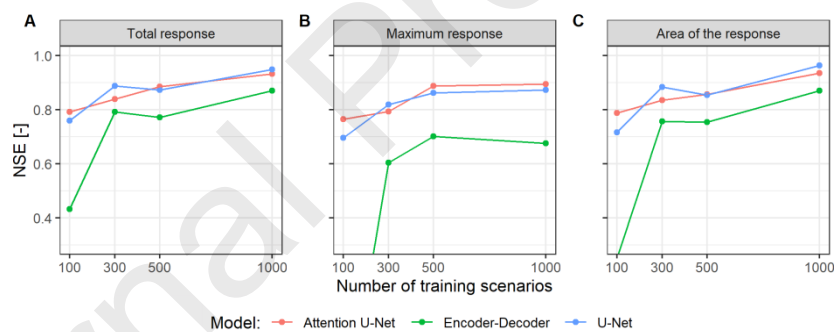 A
B
C
Total response
Maximum response
Area of the response
NSE [-]
1.0
0.8
0.6
0.4
100 300 500 1000
100 300 500 1000
100 300 500 1000
Number of training scenarios
Model: Attention U-Net Encoder-Decoder U-Net